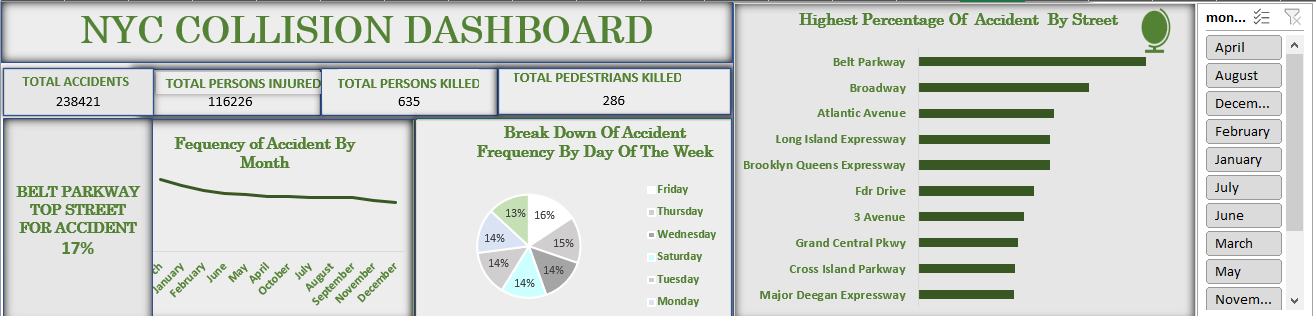 NYC COLLISION DASHBOARD
TOTAL ACCIDENTS
238421
TOTAL PERSONS INJURED
116226
TOTAL PERSONS KILLED
635
TOTAL PEDESTRIANS KILLED
286
BELT PARKWAY
TOP STREET
FOR ACCIDENT
17%
Fequency of Accident By
Month
January
February
June
May
April
October
July
August
September
November
December
Break Down Of Accident
Frequency By Day Of The Week
16%
15%
14%
14%
14%
14%
13%
Friday
Thursday
Wednesday
Saturday
Tuesday
Monday
Highest Percentage Of Accident By Street
Belt Parkway
Broadway
Atlantic Avenue
Long Island Expressway
Brooklyn Queens Expressway
Fdr Drive
3 Avenue
Grand Central Pkwy
Cross Island Parkway
Major Deegan Expressway
mon...
April
August
Decem...
February
January
July
June
March
May
Novem...